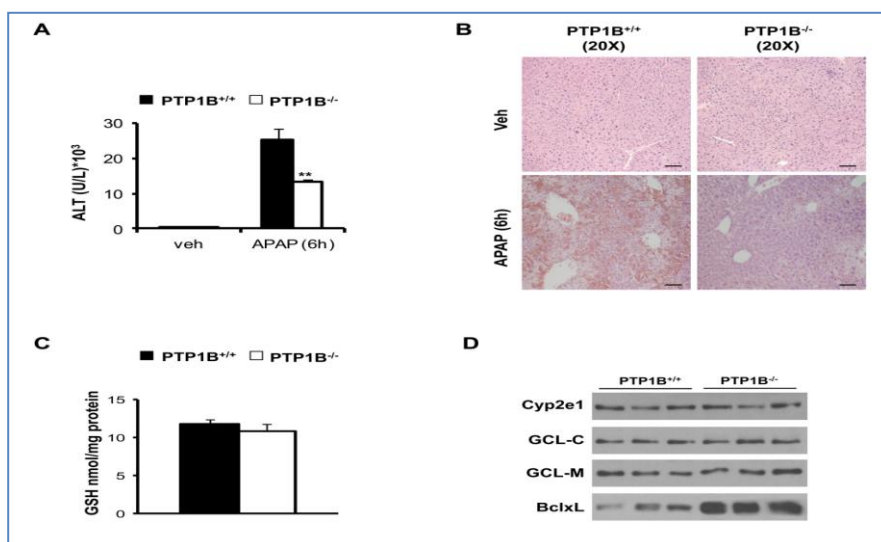 A
PTP1B+/+ PTP1B-/-
ALT (U/L)*10³
30
20
10
0
**
veh APAP (6h)
B
PTP1B+/+ PTP1B-/-
(20X) (20X)
Veh
APAP (6h)
C
PTP1B+/+ PTP1B-/-
GSH nmol/mg protein
15
10
5
0
D
PTP1B+/+ PTP1B-/-
Cyp2e1
GCL-C
GCL-M
BclxL